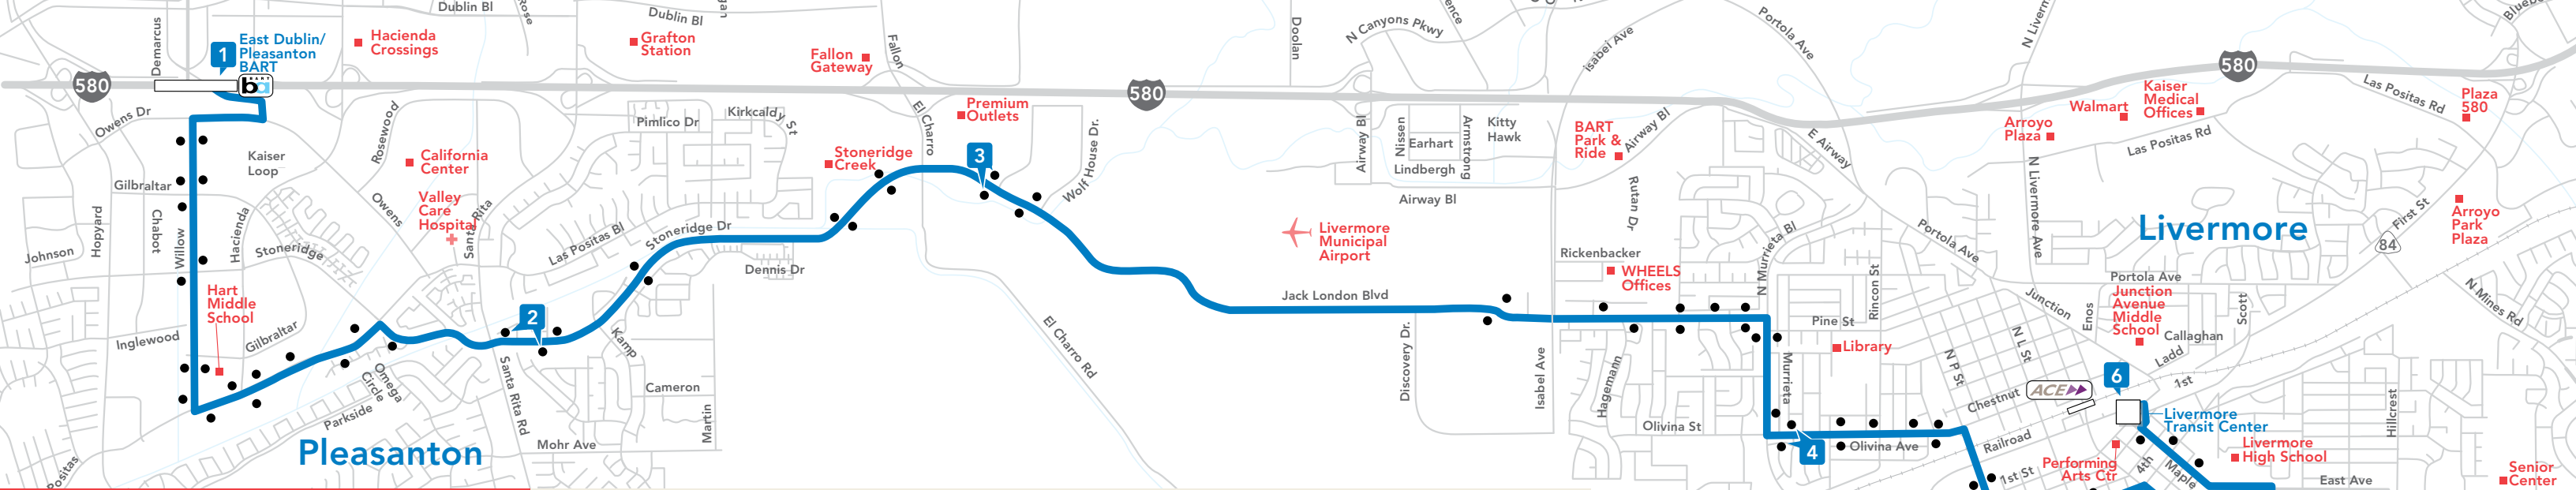 Dublin Bl
Dublin Bl
Demarcus
1
East Dublin/
Pleasanton
BART
BART
580
Hacienda
Crossings
Grafton
Station
Fallon
Gateway
Fallon
Doolan
N Canyons Pkwy
Isabel Ave
Portola Ave
580
580
Owens Dr
Rosewood
Kaiser
Loop
California
Center
Pimlico Dr
Kirkcaldy St
El Charro
Premium
Outlets
Stoneridge
Creek
3
Wolf House Dr.
Airway Bl
Nissen
Earhart
Armstrong
Kitty
Hawk
Lindbergh
Airway Bl
BART
Park &
Ride
Airway Bl
Rutan Dr
E Airway
Arroyo
Plaza
Walmart
Kaiser
Medical
Offices
Las Positas Rd
Las Positas Rd
Plaza
580
Gilbraltar
Hopyard
Chabot
Willow
Hacienda
Owens
Valley
Care
Hospital
Santa Rita
Johnson
Stoneridge
Las Positas Bl
Stoneridge Dr
Dennis Dr
Livermore
Municipal
Airport
Rickenbacker
WHEELS
Offices
N Murrieta Bl
Portola Ave
N Livermore Ave
Livermore
First St
84
Arroyo
Park
Plaza
Hart
Middle
School
Inglewood
Gilbraltar
2
Kamp
El Charro Rd
Jack London Blvd
Discovery Dr.
Isabel Ave
Hagemann
Pine St
Rincon St
Library
Murrieta
Junction
Portola Ave
Junction
Avenue
Middle
School
Enos
Scott
Callaghan
Ladd
N Mines Rd
N L St
N P St
Omega
Circle
Parkside
Santa Rita Rd
Cameron
Martin
Mohr Ave
Pleasanton
Olivina St
4
Olivina Ave
Chestnut
ACE
6
1st
Livermore
Transit Center
Railroad
1st St
Performing
Arts Ctr
4th
Maple
Livermore
High School
Hillcrest
East Ave
Senior
Center